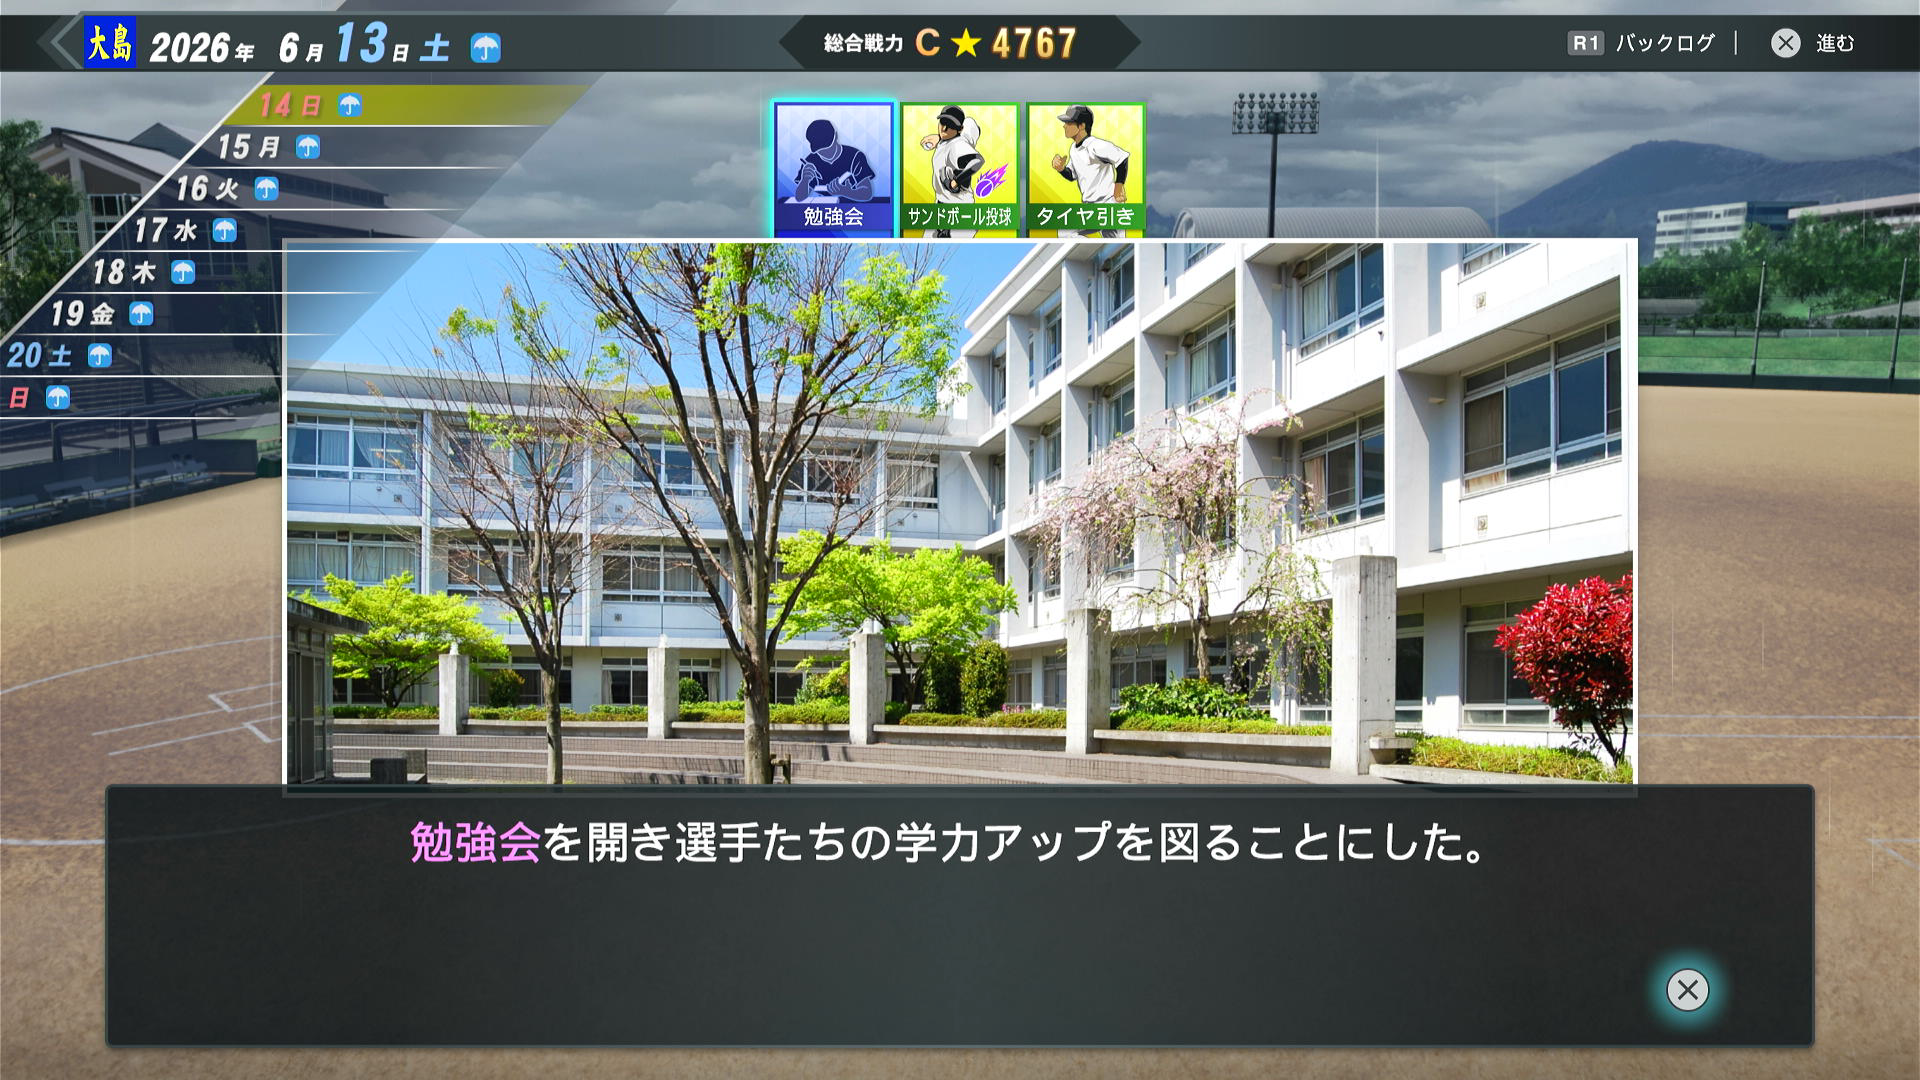 大島 2026年 6月13日 土
総合戦力 C ★ 4767
R1 バックログ | ✕ 進む
14 日
15 月
16 火
17 水
18 木
19 金
20 土
日
勉強会 サンドボール投球 タイヤ引き
勉強会を開き選手たちの学力アップを図ることにした。